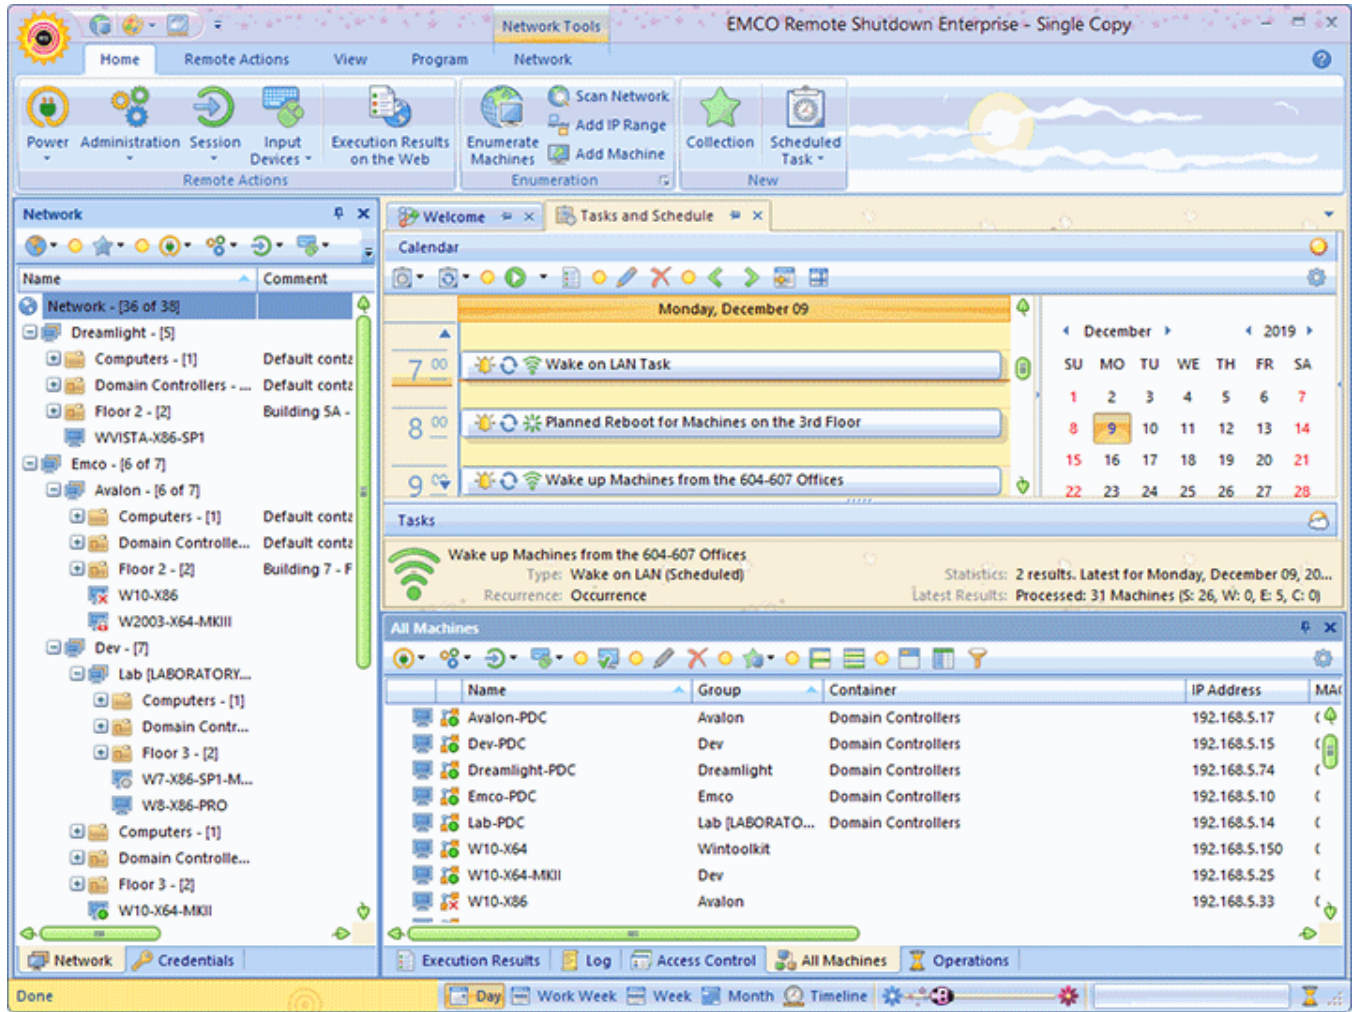 Network Tools
EMCO Remote Shutdown Enterprise - Single Copy
Home Remote Actions View Program Network
Power Administration Session Input Devices Execution Results on the Web
Remote Actions
Enumerate Machines Scan Network Add IP Range Add Machine
Enumeration
Collection Scheduled Task
New
Network
Name Comment
Network - [36 of 38]
Dreamlight - [5]
Computers - [1] Default conta
Domain Controllers - ... Default conta
Floor 2 - [2] Building 5A -
WVISTA-X86-SP1
Emco - [6 of 7]
Avalon - [6 of 7]
Computers - [1] Default conta
Domain Controlle... Default conta
Floor 2 - [2] Building 7 - F
W10-X86
W2003-X64-MKIII
Dev - [7]
Lab [LABORATORY...
Computers - [1]
Domain Contr...
Floor 3 - [2]
W7-X86-SP1-M...
W8-X86-PRO
Computers - [1]
Domain Controlle...
Floor 3 - [2]
W10-X64-MKII
Network Credentials
Welcome Tasks and Schedule
Calendar
Monday, December 09
7 00 Wake on LAN Task
8 00 Planned Reboot for Machines on the 3rd Floor
9 Wake up Machines from the 604-607 Offices
December 2019
SU MO TU WE TH FR SA
1 2 3 4 5 6 7
8 9 10 11 12 13 14
15 16 17 18 19 20 21
22 23 24 25 26 27 28
Tasks
Wake up Machines from the 604-607 Offices
Type: Wake on LAN (Scheduled) Statistics: 2 results. Latest for Monday, December 09, 20...
Recurrence: Occurrence Latest Results: Processed: 31 Machines (S: 26, W: 0, E: 5, C: 0)
All Machines
Name Group Container IP Address MA
Avalon-PDC Avalon Domain Controllers 192.168.5.17
Dev-PDC Dev Domain Controllers 192.168.5.15
Dreamlight-PDC Dreamlight Domain Controllers 192.168.5.74
Emco-PDC Emco Domain Controllers 192.168.5.10
Lab-PDC Lab [LABORATO... Domain Controllers 192.168.5.14
W10-X64 Wintoolkit 192.168.5.150
W10-X64-MKII Dev 192.168.5.25
W10-X86 Avalon 192.168.5.33
Execution Results Log Access Control All Machines Operations
Done
Day Work Week Week Month Timeline